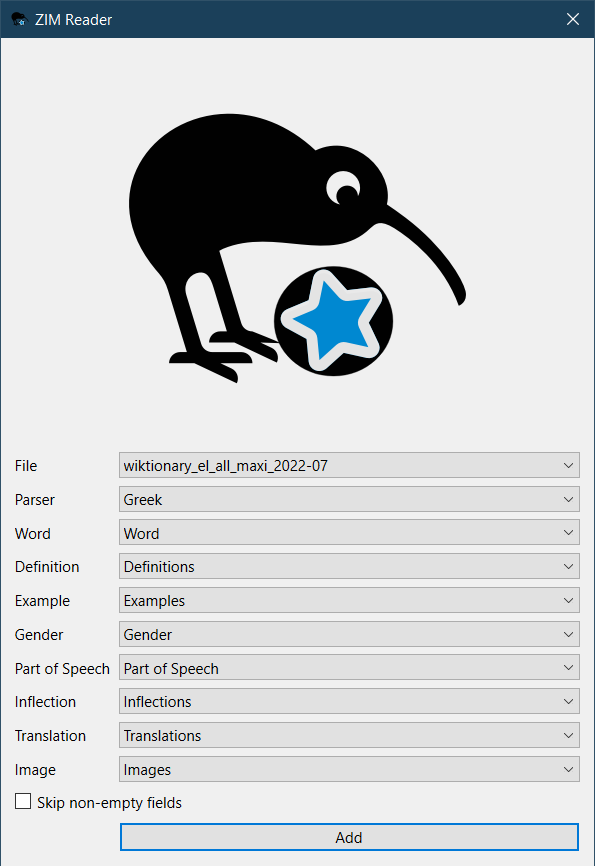 ZIM Reader
File wiktionary_el_all_maxi_2022-07
Parser Greek
Word Word
Definition Definitions
Example Examples
Gender Gender
Part of Speech Part of Speech
Inflection Inflections
Translation Translations
Image Images
Skip non-empty fields
Add